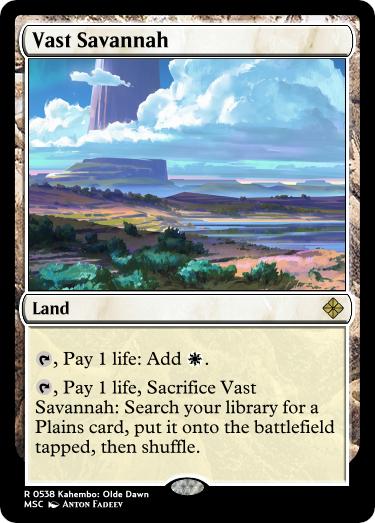 Vast Savannah
Land
, Pay 1 life: Add .
, Pay 1 life, Sacrifice Vast
Savannah: Search your library for a
Plains card, put it onto the battlefield
tapped, then shuffle.
R 0538 Kahembo: Olde Dawn
MSC Anton Fadeev